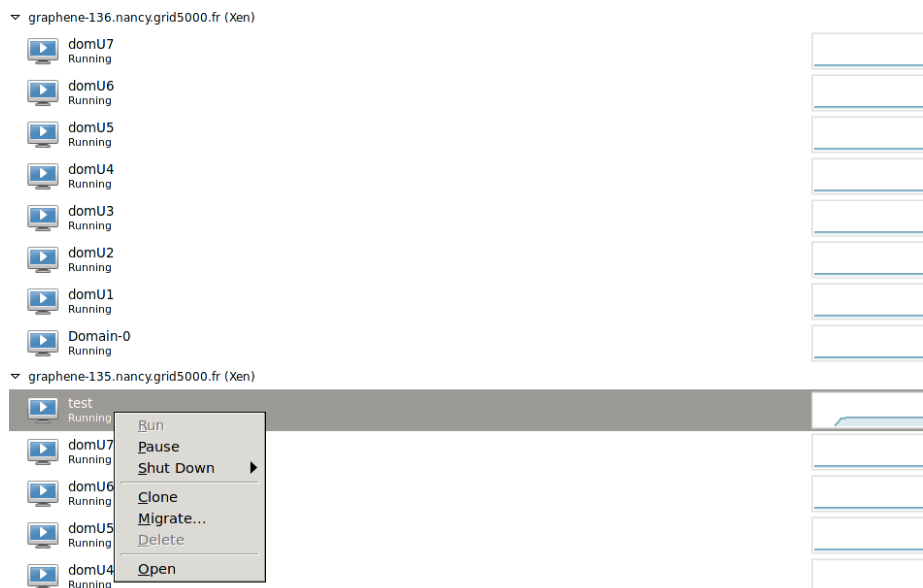 graphene-136.nancy.grid5000.fr (Xen)
domU7
Running
domU6
Running
domU5
Running
domU4
Running
domU3
Running
domU2
Running
domU1
Running
Domain-0
Running
graphene-135.nancy.grid5000.fr (Xen)
test
Running
Run
Pause
Shut Down
Clone
Migrate...
Delete
Open
domU7
Running
domU6
Running
domU5
Running
domU4
Running